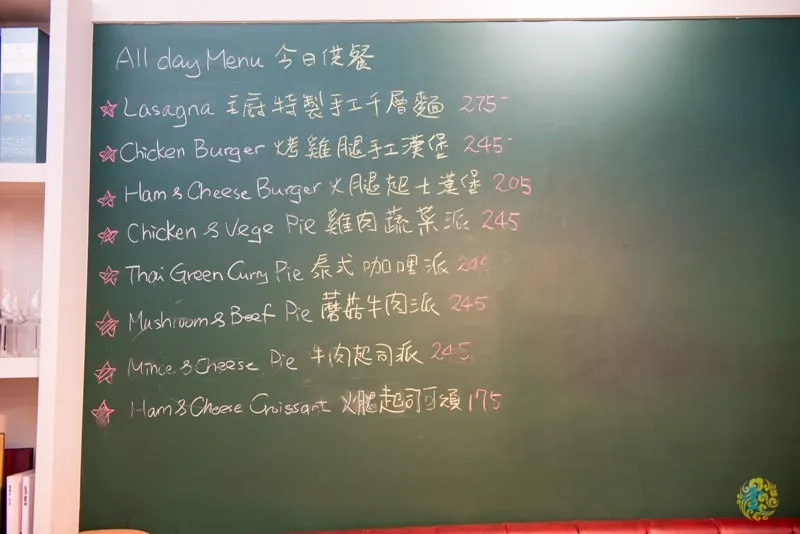 All day Menu 今日供餐
Lasagna 主廚特製手工千層麵 275-
Chicken Burger 烤雞腿手工漢堡 245-
Ham & Cheese Burger 火腿起士漢堡 205
Chicken & Vege Pie 雞肉蔬菜派 245
Thai Green Curry Pie 泰式咖哩派 245
Mushroom & Beef Pie 蘑菇牛肉派 245
Mince & Cheese Pie 牛肉起司派 245
Ham & Cheese Croissant 火腿起司可頌 175